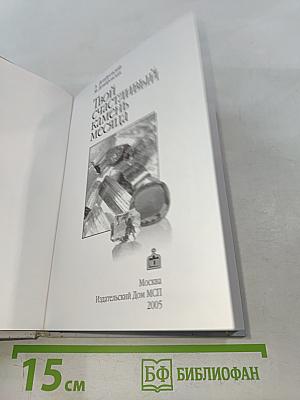 Твой
счастливый
камень
месяца
Москва
Издательский Дом МСП
2005
15 см
БФ БИБЛИОФАН